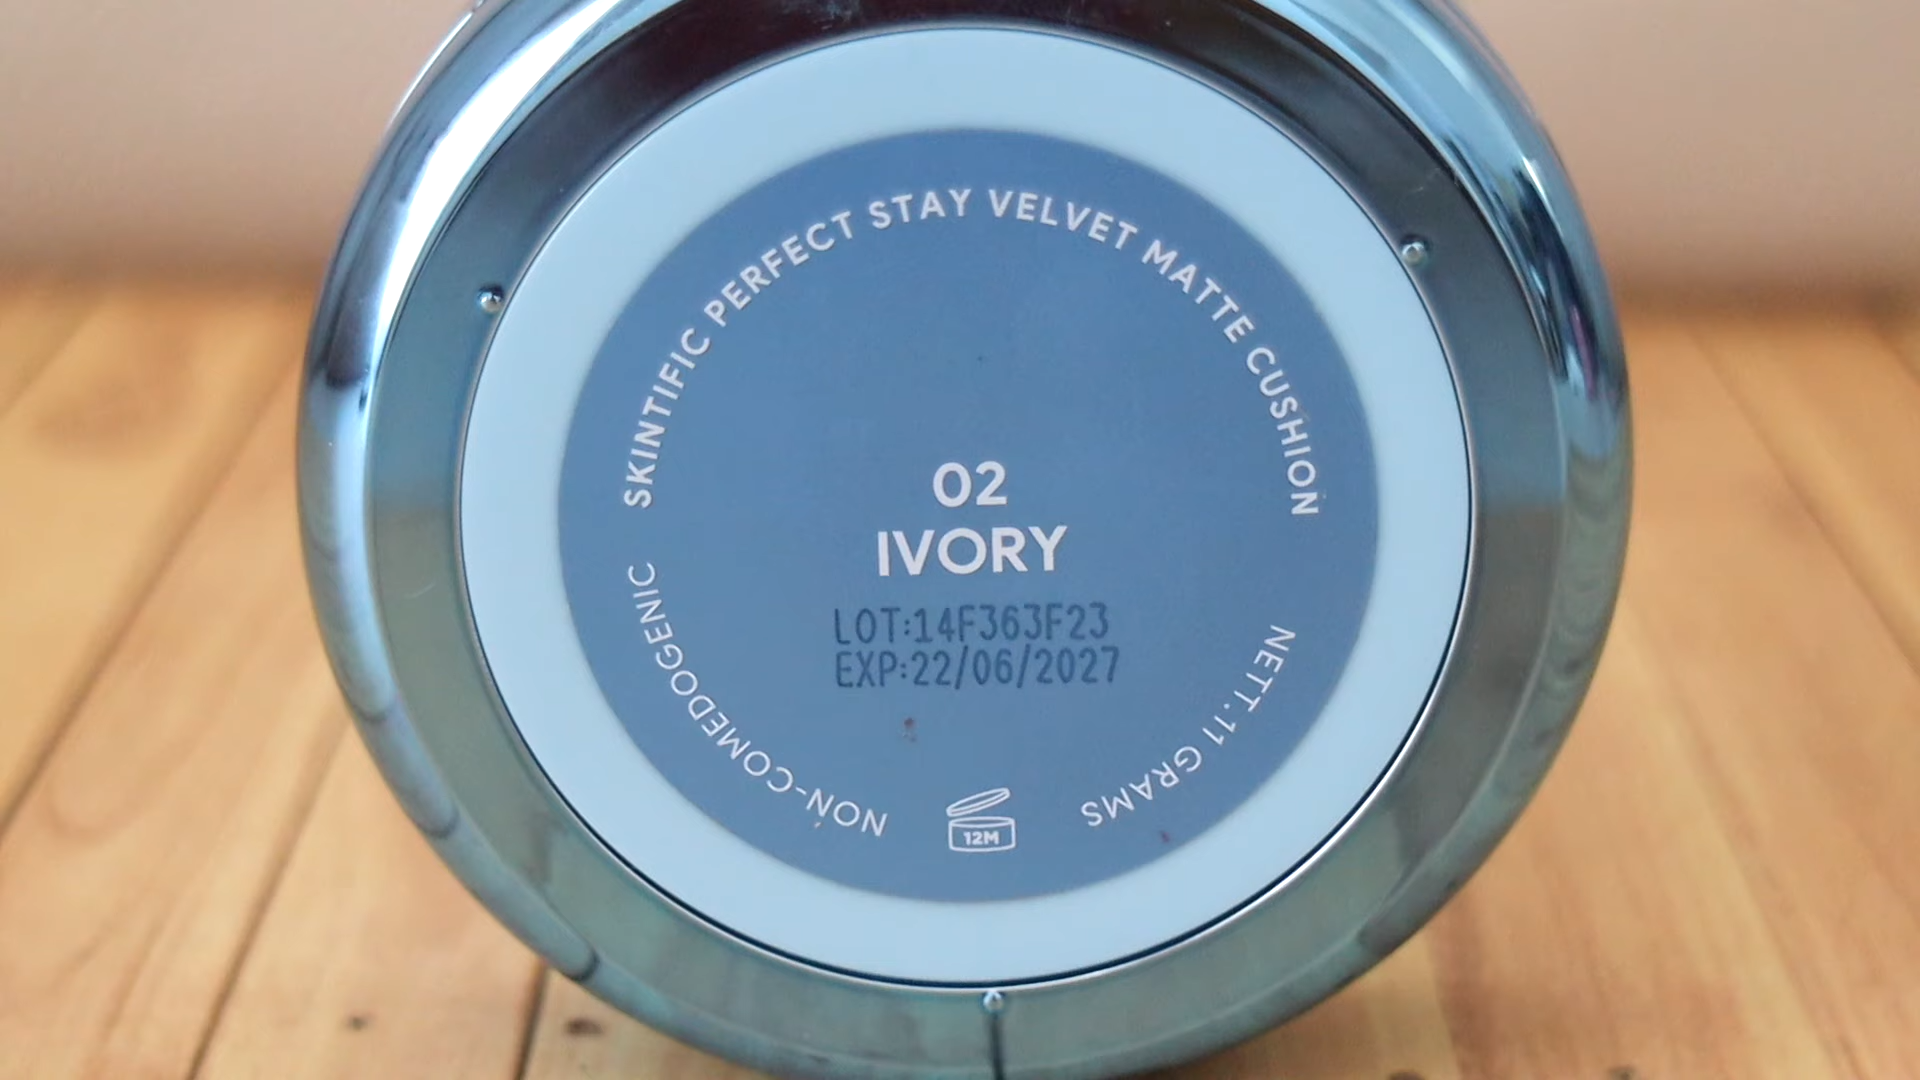 SKINTIFIC PERFECT STAY VELVET MATTE CUSHION
02
IVORY
LOT:14F363F23
EXP:22/06/2027
NON-COMEDOGENIC
12M
NETT.11 GRAMS